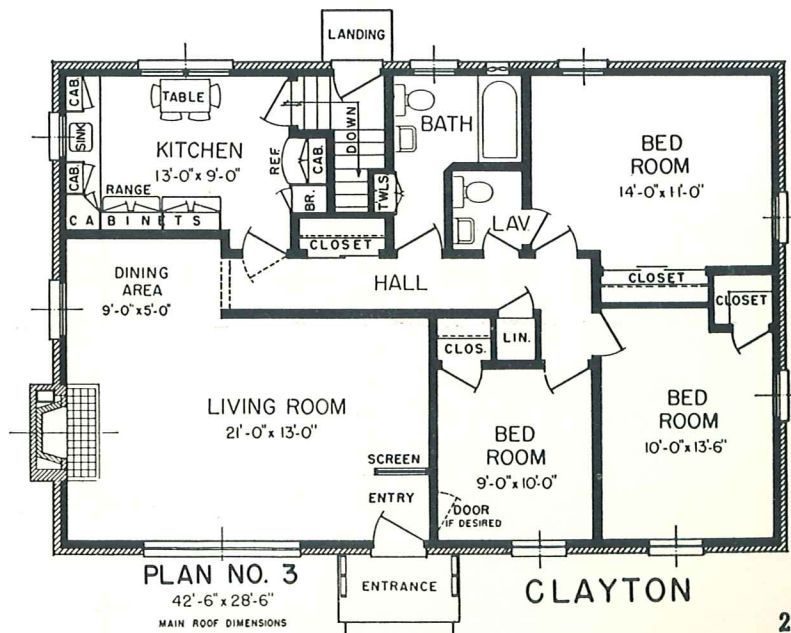 LANDING
CAB.
TABLE
SINK
KITCHEN
13'-0" x 9'-0"
CAB.
RANGE
CABINETS
REF.
CAB.
BR.
DOWN
TWLS.
BATH
LAV.
BED
ROOM
14'-0" x 11'-0"
CLOSET
CLOSET
CLOSET
DINING
AREA
9'-0" x 5'-0"
HALL
CLOS.
LIN.
LIVING ROOM
21'-0" x 13'-0"
SCREEN
ENTRY
BED
ROOM
9'-0" x 10'-0"
DOOR
IF DESIRED
BED
ROOM
10'-0" x 13'-6"
PLAN NO. 3
42'-6" x 28'-6"
MAIN ROOF DIMENSIONS
ENTRANCE
CLAYTON
2